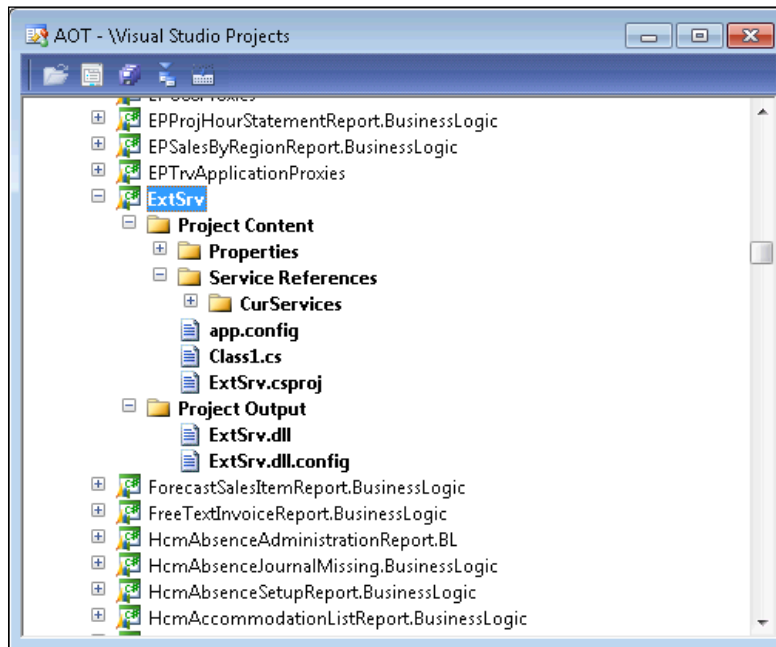 AOT - \Visual Studio Projects
EPProjHourStatementReport.BusinessLogic
EPSalesByRegionReport.BusinessLogic
EPTrvApplicationProxies
ExtSrv
Project Content
Properties
Service References
CurServices
app.config
Class1.cs
ExtSrv.csproj
Project Output
ExtSrv.dll
ExtSrv.dll.config
ForecastSalesItemReport.BusinessLogic
FreeTextInvoiceReport.BusinessLogic
HcmAbsenceAdministrationReport.BL
HcmAbsenceJournalMissing.BusinessLogic
HcmAbsenceSetupReport.BusinessLogic
HcmAccommodationListReport.BusinessLogic